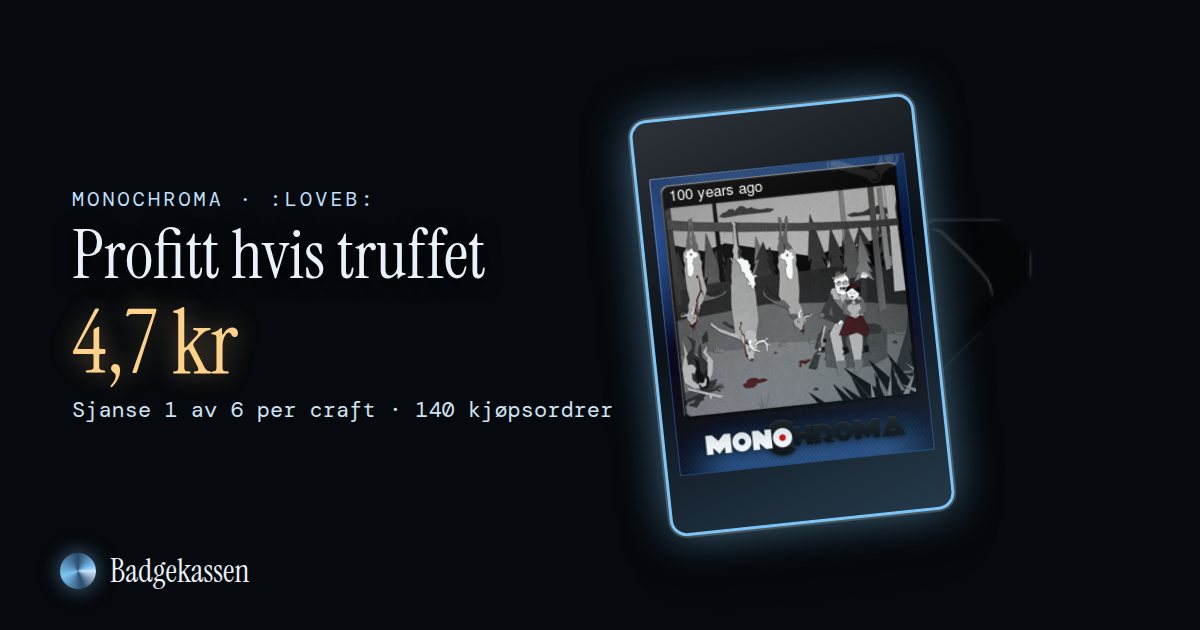 MONOCHROMA · :LOVEB:
Profitt hvis truffet
4,7 kr
Sjanse 1 av 6 per craft · 140 kjøpsordrer
100 years ago
MONOCHROMA
Badgekassen